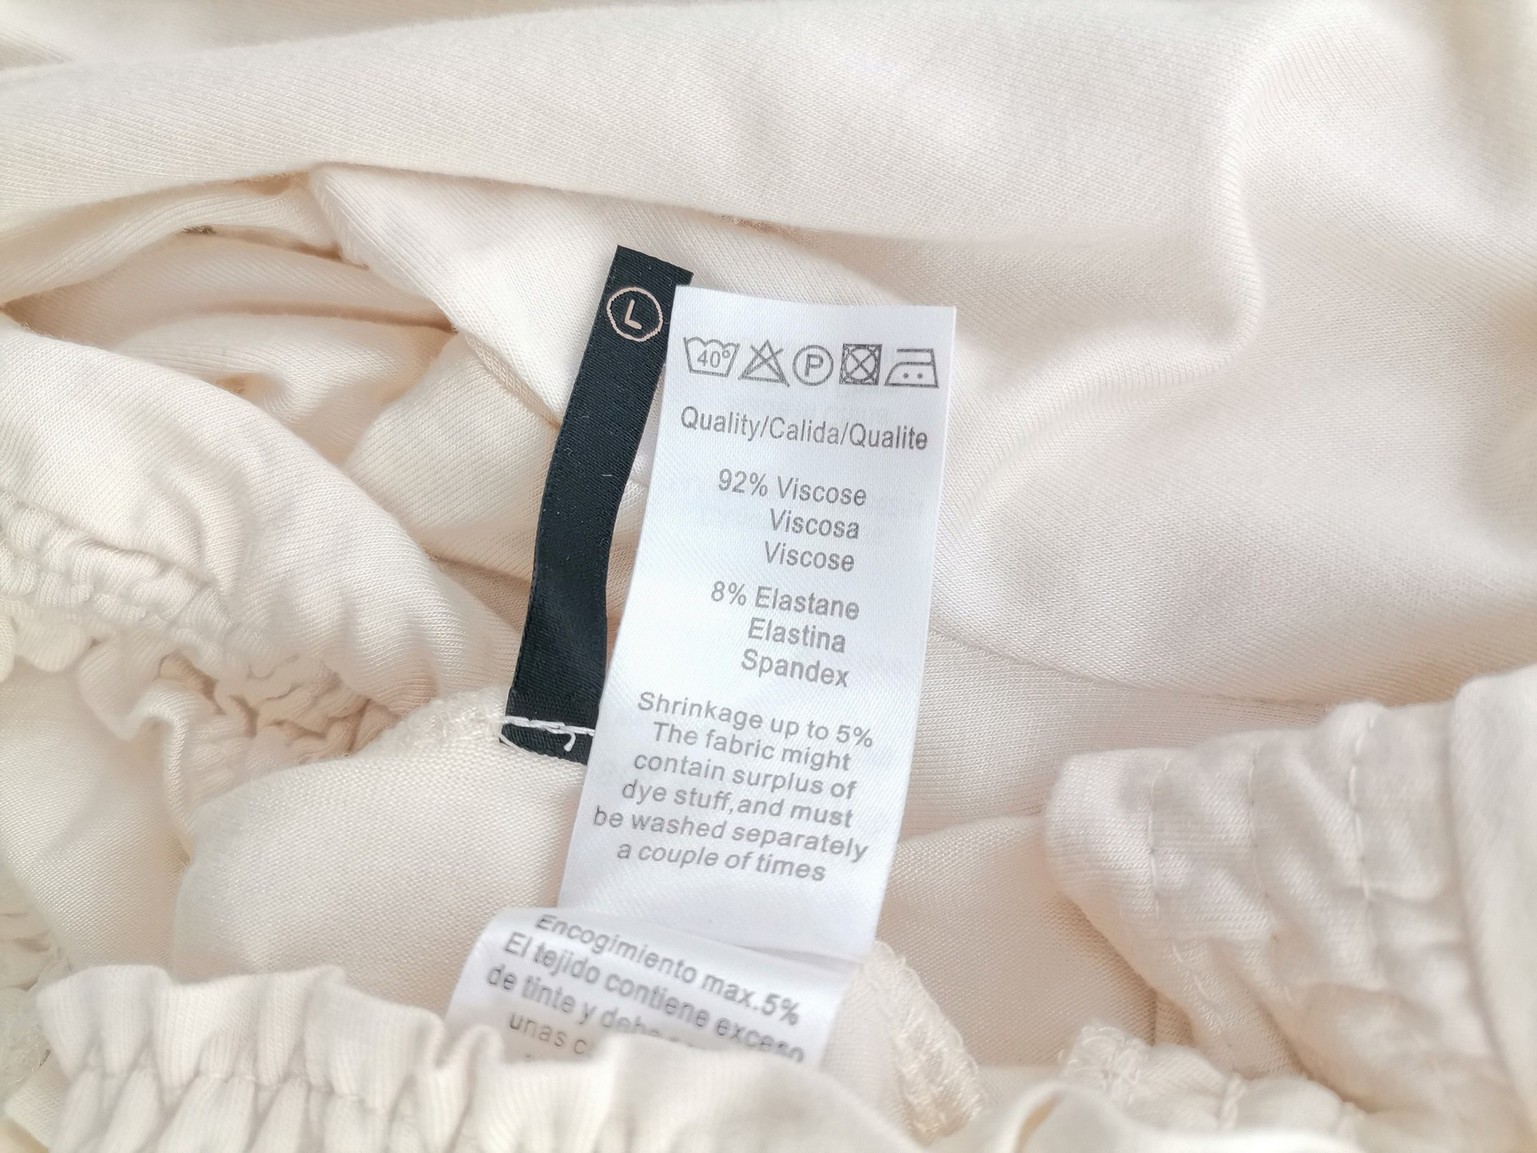 L
40°
P
Quality/Calida/Qualite
92% Viscose
Viscosa
Viscose
8% Elastane
Elastina
Spandex
Shrinkage up to 5%
The fabric might
contain surplus of
dye stuff,and must
be washed separately
a couple of times
Encogimiento max.5%
El tejido contiene exceso
de tinte y debe
unas